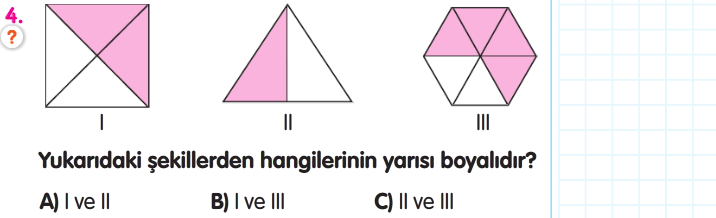 4.
?
I II III
Yukarıdaki şekillerden hangilerinin yarısı boyalıdır?
A) I ve II B) I ve III C) II ve III